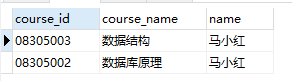 course_id course_name name
08305003 数据结构 马小红
08305002 数据库原理 马小红